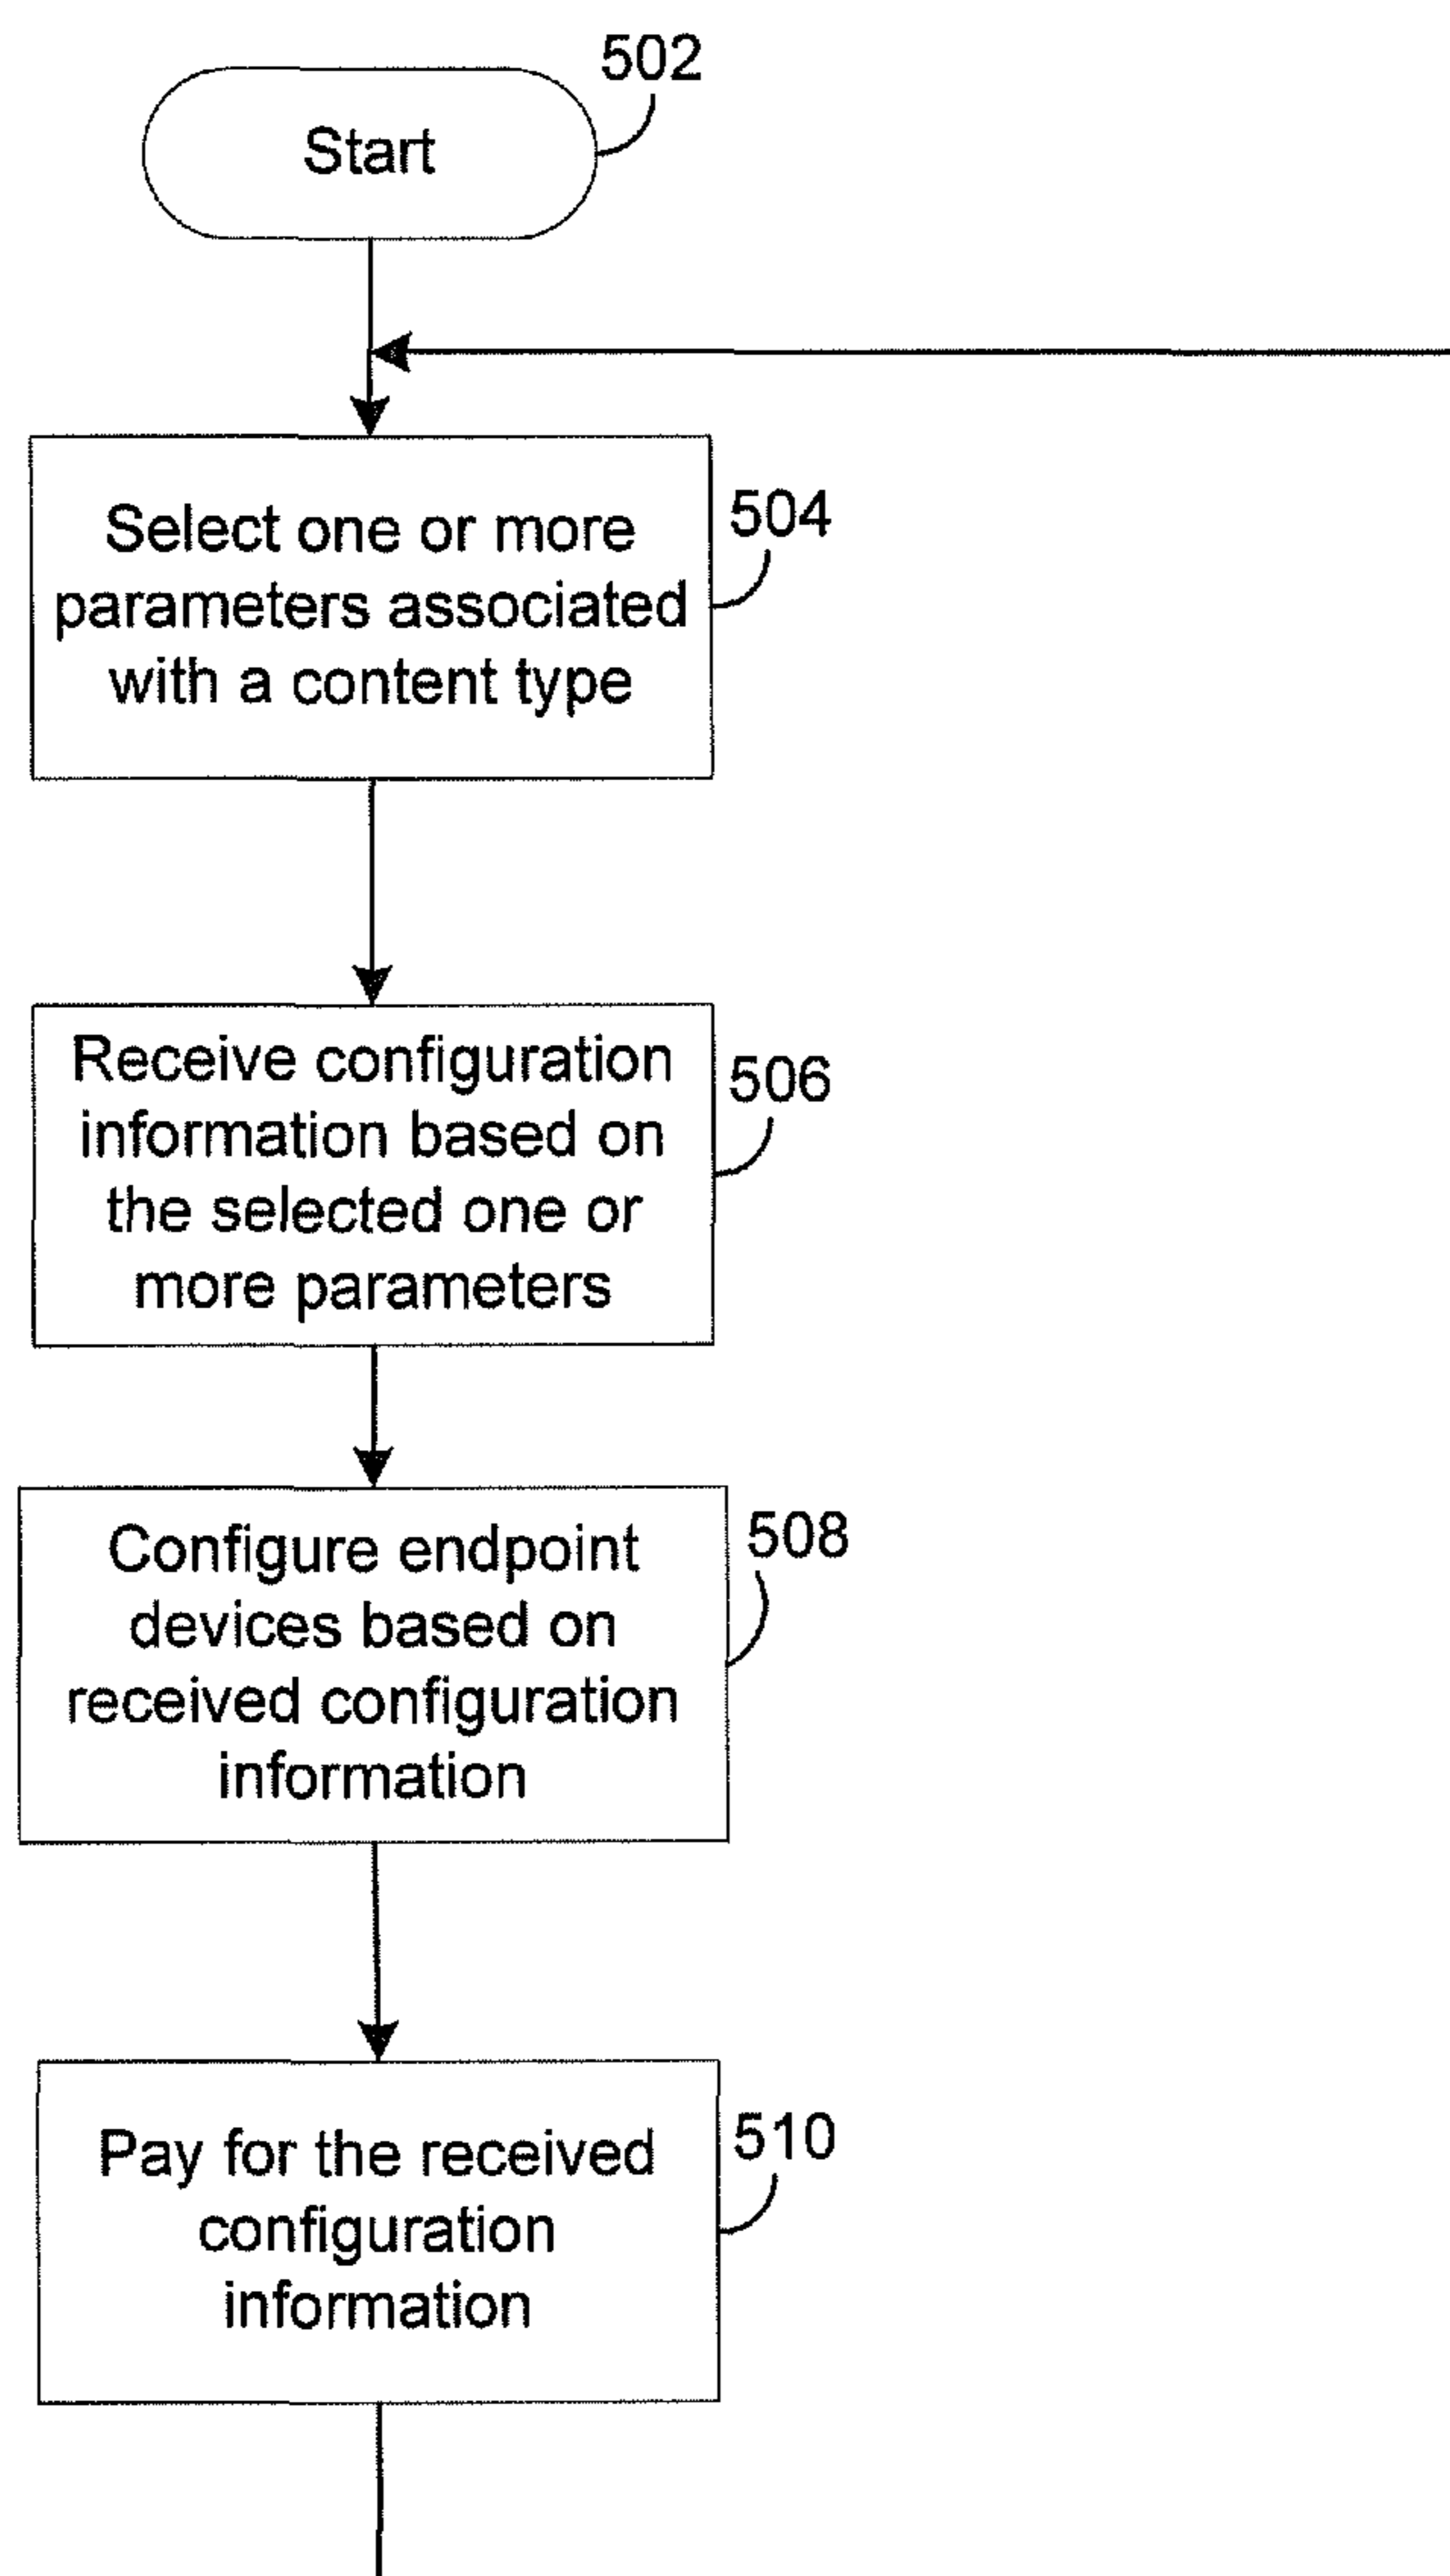 502
Start
504
Select one or more
parameters associated
with a content type
506
Receive configuration
information based on
the selected one or
more parameters
508
Configure endpoint
devices based on
received configuration
information
510
Pay for the received
configuration
information